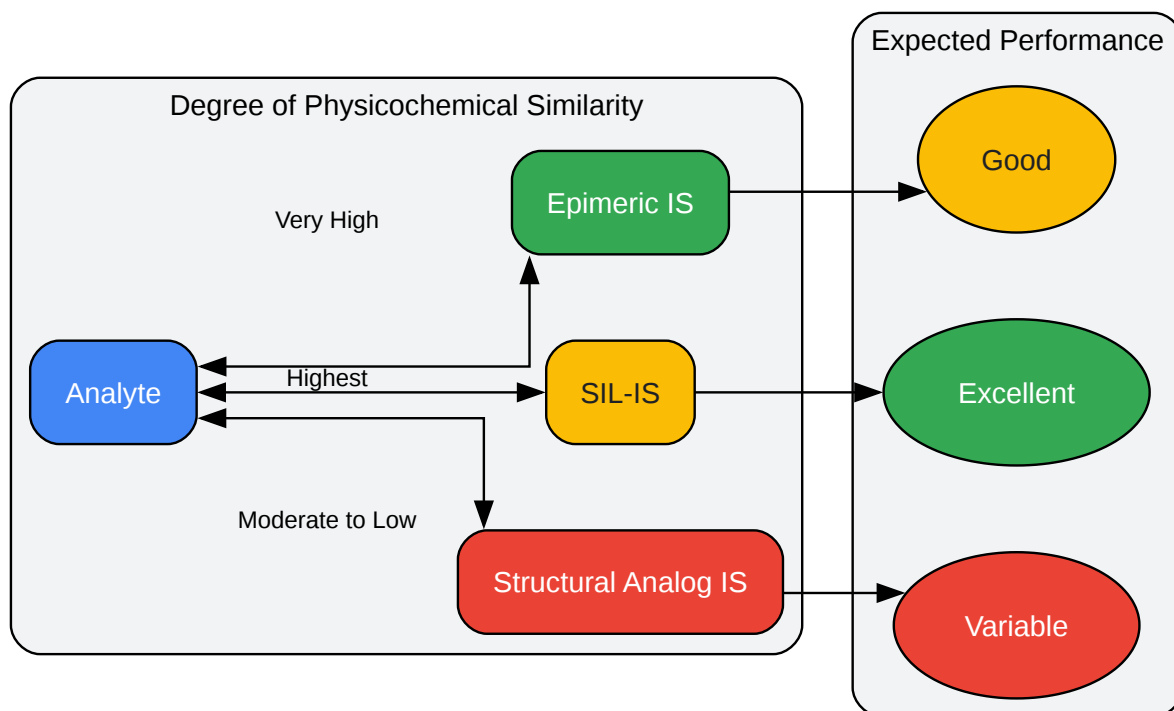 Expected Performance
Degree of Physicochemical Similarity
Good
Epimeric IS
Very High
Highest
Analyte
SIL-IS
Excellent
Moderate to Low
Structural Analog IS
Variable